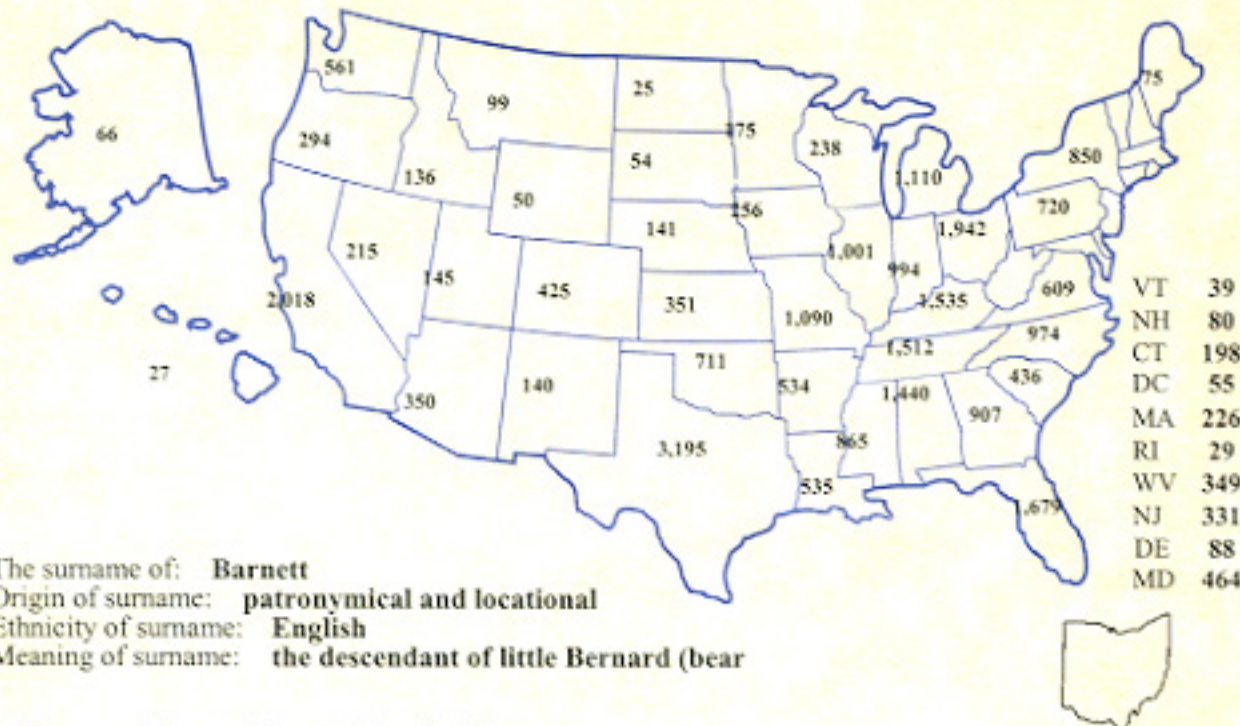 561
99
25
75
66
294
54
238
850
136
50
1,110
256
720
215
141
1,942
145
1,001
994
2,018
425
351
1,535
609
1,090
1,512
974
27
711
436
350
140
534
1,440
907
3,195
865
535
VT 39
NH 80
CT 198
DC 55
MA 226
RI 29
WV 349
NJ 331
DE 88
MD 464
The surname of: Barnett
Origin of surname: patronymical and locational
Ethnicity of surname: English
Meaning of surname: the descendant of little Bernard (bear